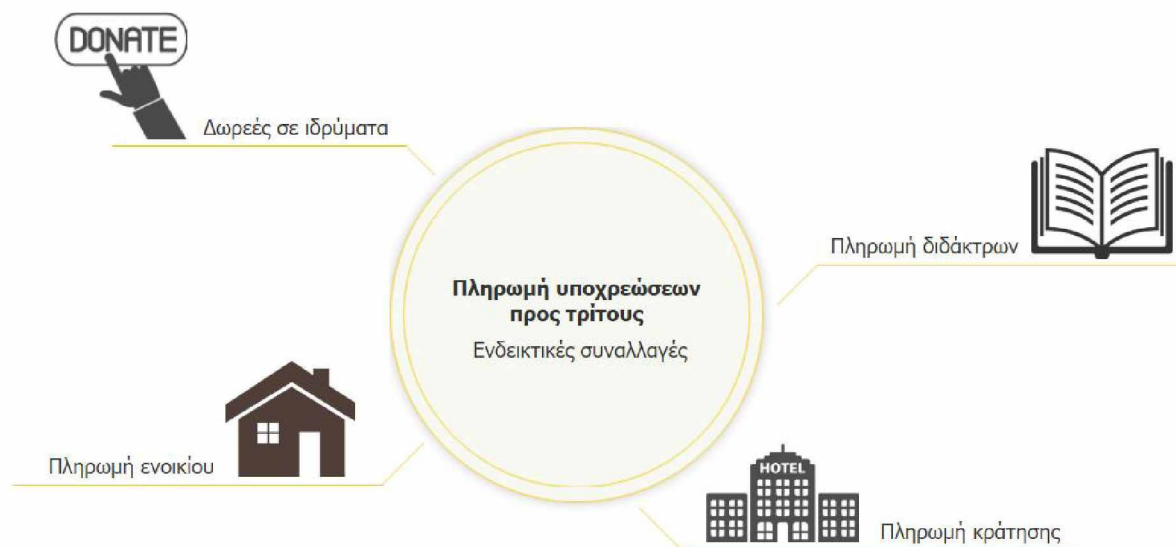 DONATE
Δωρεές σε ιδρύματα
Πληρωμή διδάκτρων
Πληρωμή υποχρεώσεων
προς τρίτους
Ενδεικτικές συναλλαγές
Πληρωμή ενοικίου
HOTEL
Πληρωμή κράτησης